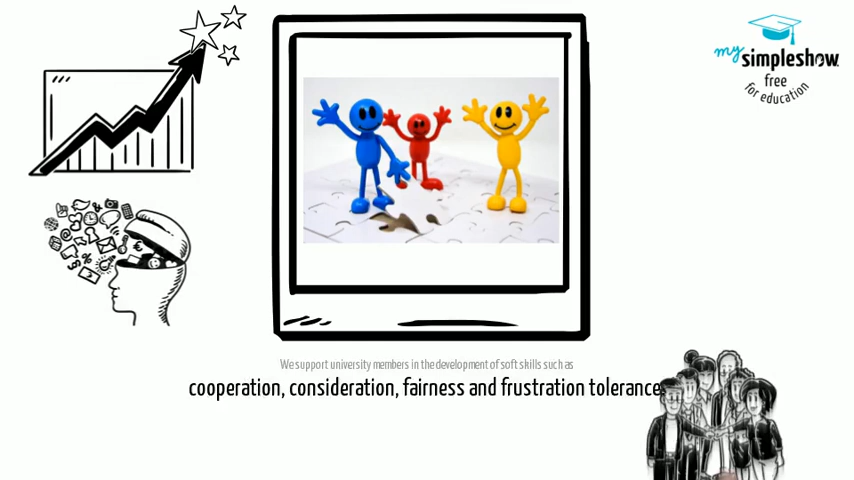 my
simpleshow
free
for education
We support university members in the development of soft skills such as
cooperation, consideration, fairness and frustration tolerance.